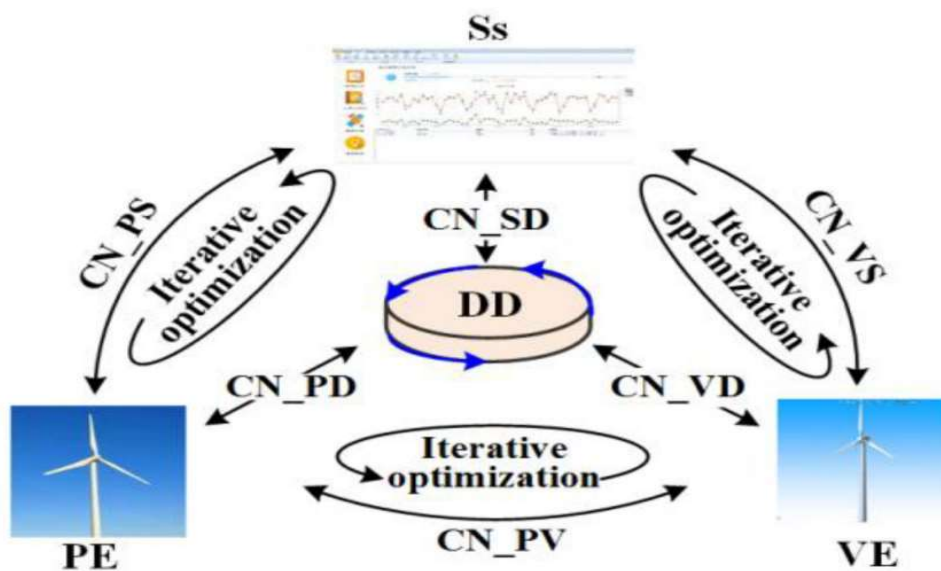 Ss
CN_PS
Iterative
optimization
CN_SD
Iterative
optimization
CN_VS
DD
CN_PD
CN_VD
Iterative
optimization
CN_PV
PE
VE